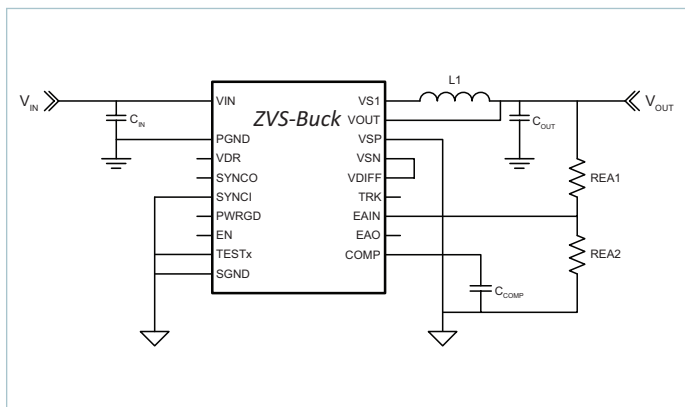 L1
V_IN
VIN
ZVS-Buck
VS1
V_OUT
C_IN
VOUT
C_OUT
PGND
VSP
VDR
VSN
SYNCO
VDIFF
REA1
SYNCI
TRK
PWRGD
EAIN
EN
EAO
TESTx
COMP
REA2
SGND
C_COMP